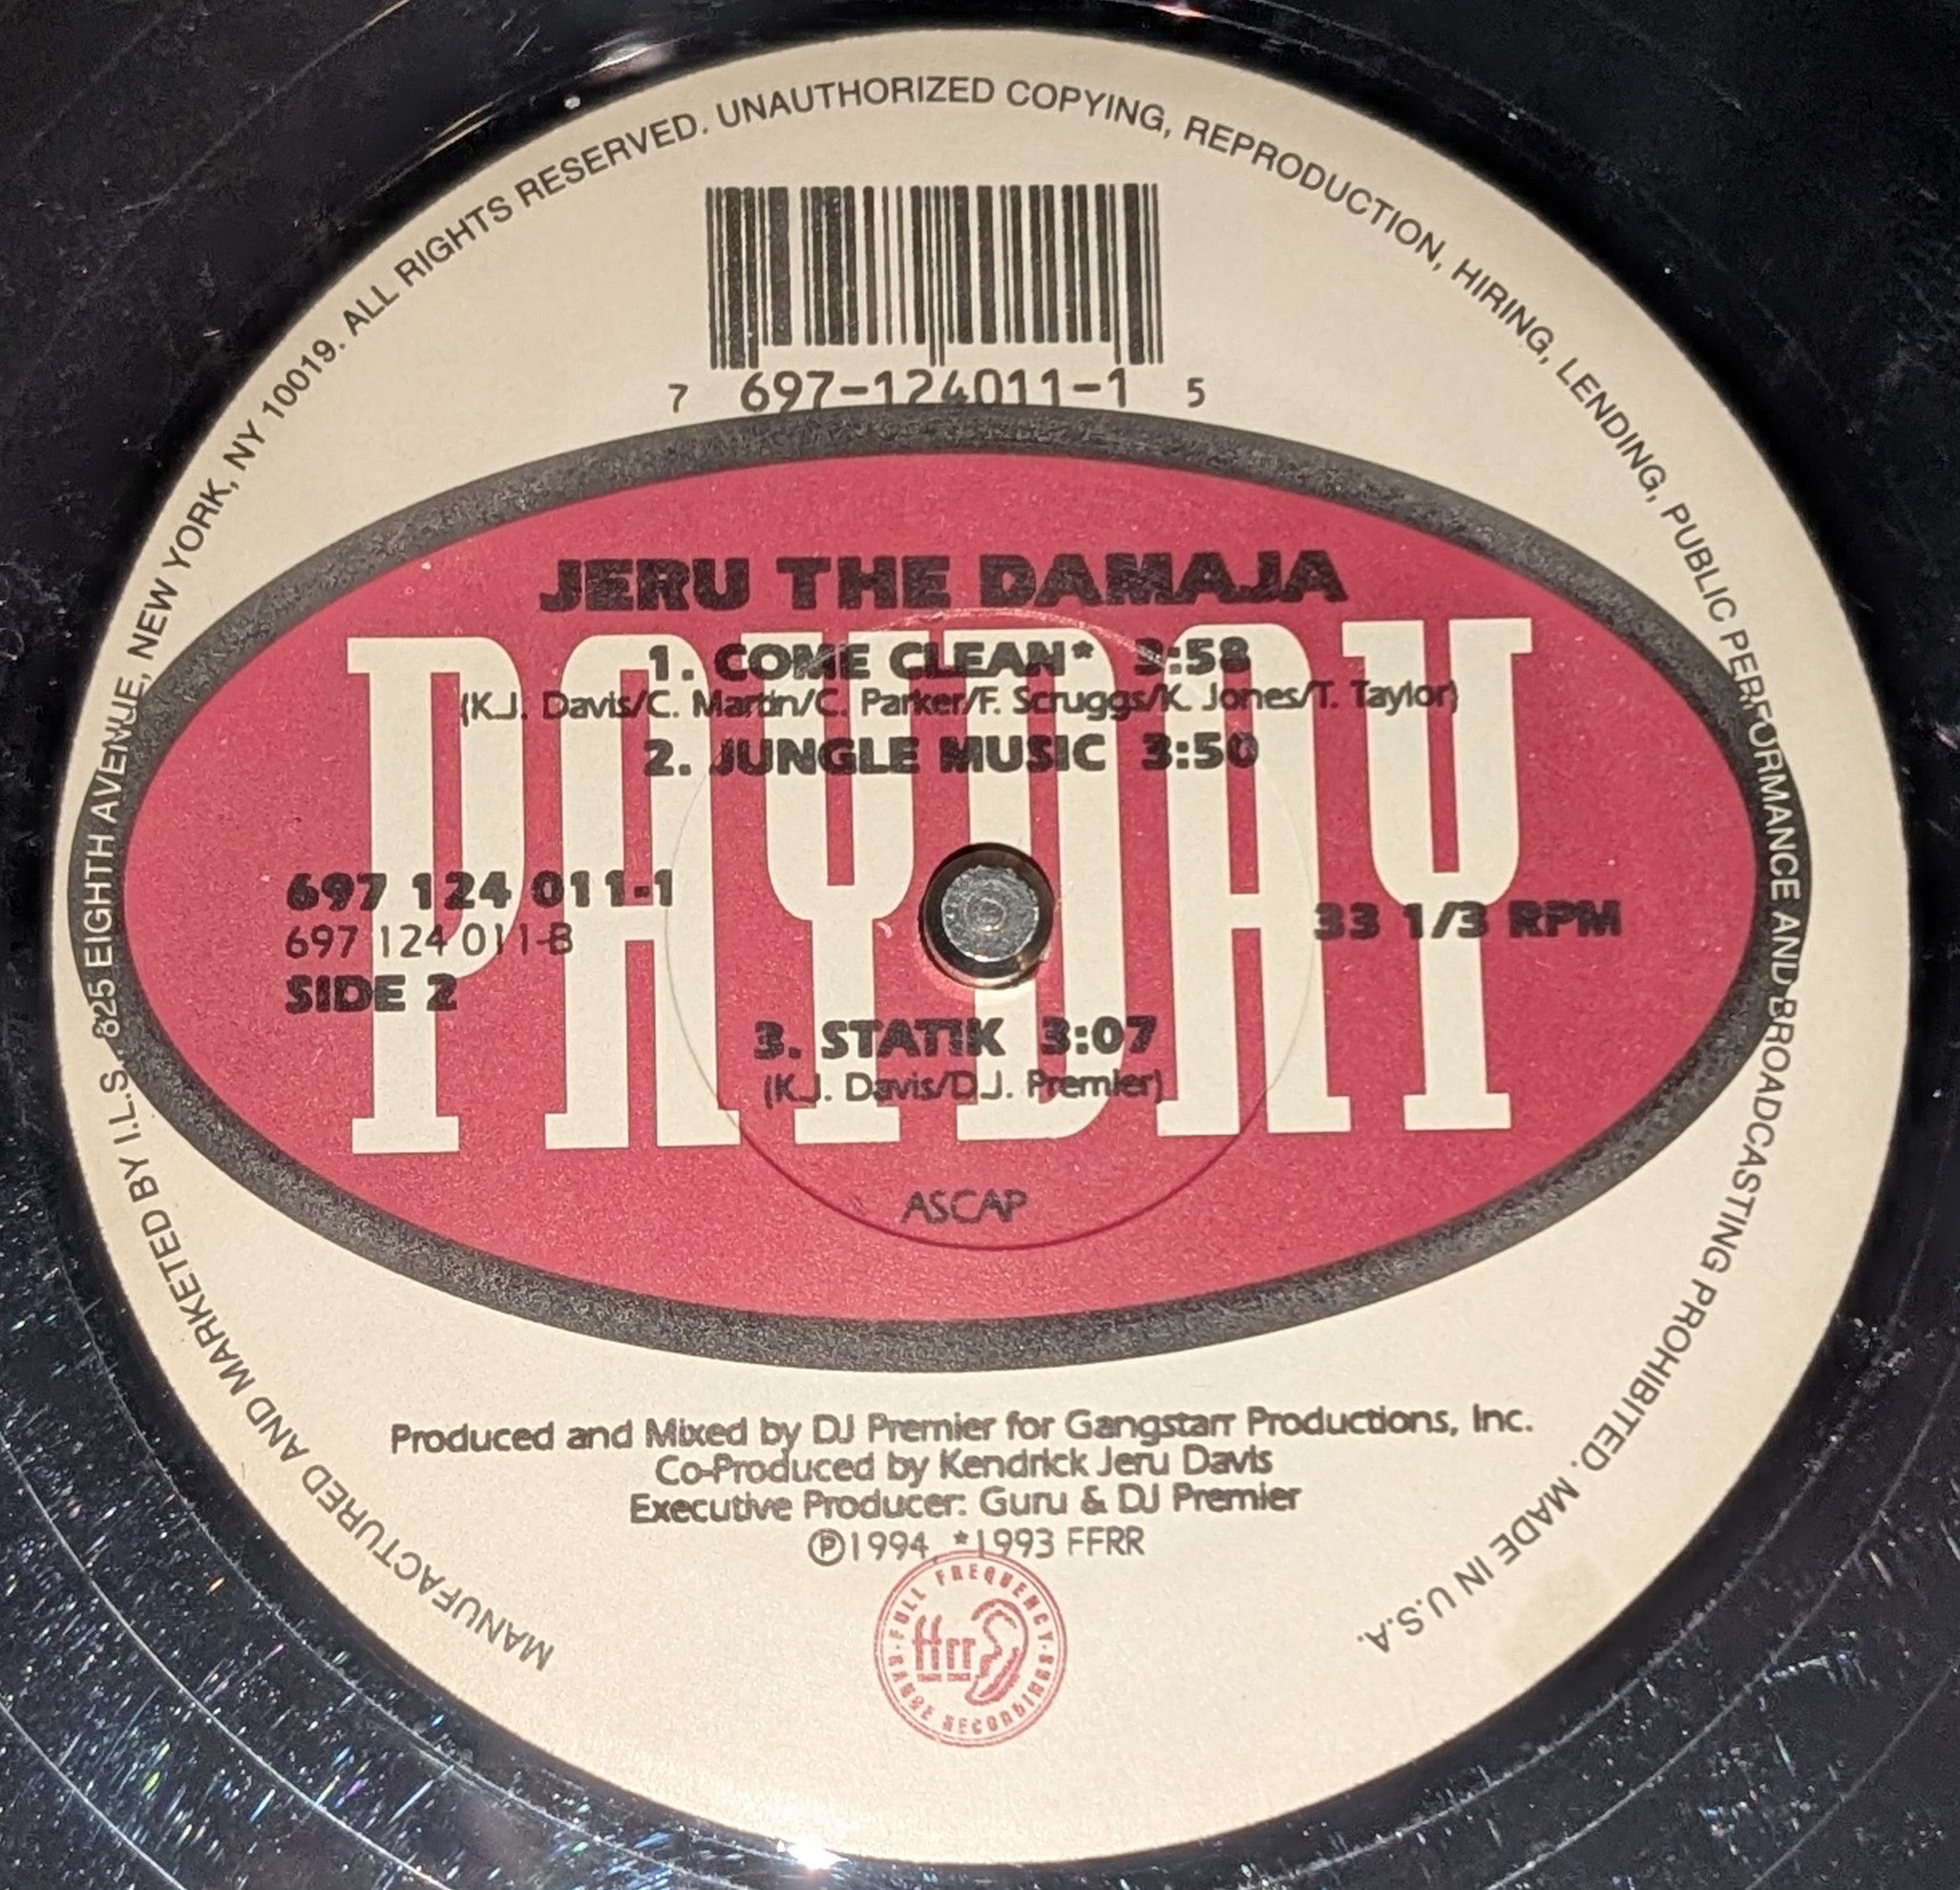 MANUFACTURED AND MARKETED BY I.L.S. 825 EIGHTH AVENUE, NEW YORK, NY 10019. ALL RIGHTS RESERVED. UNAUTHORIZED COPYING, REPRODUCTION, HIRING, LENDING, PUBLIC PERFORMANCE AND BROADCASTING PROHIBITED. MADE IN U.S.A.
7 697-124011-1 5
JERU THE DAMAJA
PAYDAY
1. COME CLEAN* 3:58
(K.J. Davis/C. Martin/C. Parker/F. Scruggs/K. Jones/T. Taylor)
2. JUNGLE MUSIC 3:50
697 124 011-1
697 124 011-B
SIDE 2
33 1/3 RPM
3. STATIK 3:07
(K.J. Davis/D.J. Premier)
ASCAP
Produced and Mixed by DJ Premier for Gangstarr Productions, Inc.
Co-Produced by Kendrick Jeru Davis
Executive Producer: Guru & DJ Premier
℗1994, *1993 FFRR
FULL FREQUENCY RANGE RECORDINGS
ffrr